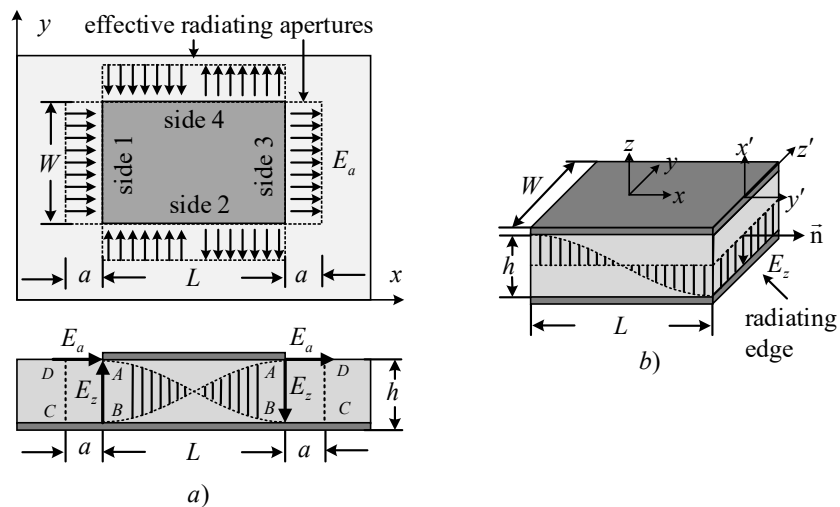 y
effective radiating apertures
side 4
W
side 1
side 3
E_a
side 2
a
L
a
x
E_a
E_a
D
A
A
D
E_z
E_z
h
C
B
B
C
a
L
a
a)
z
x′
z′
W
y
x
y′
n⃗
h
E_z
L
radiating
edge
b)